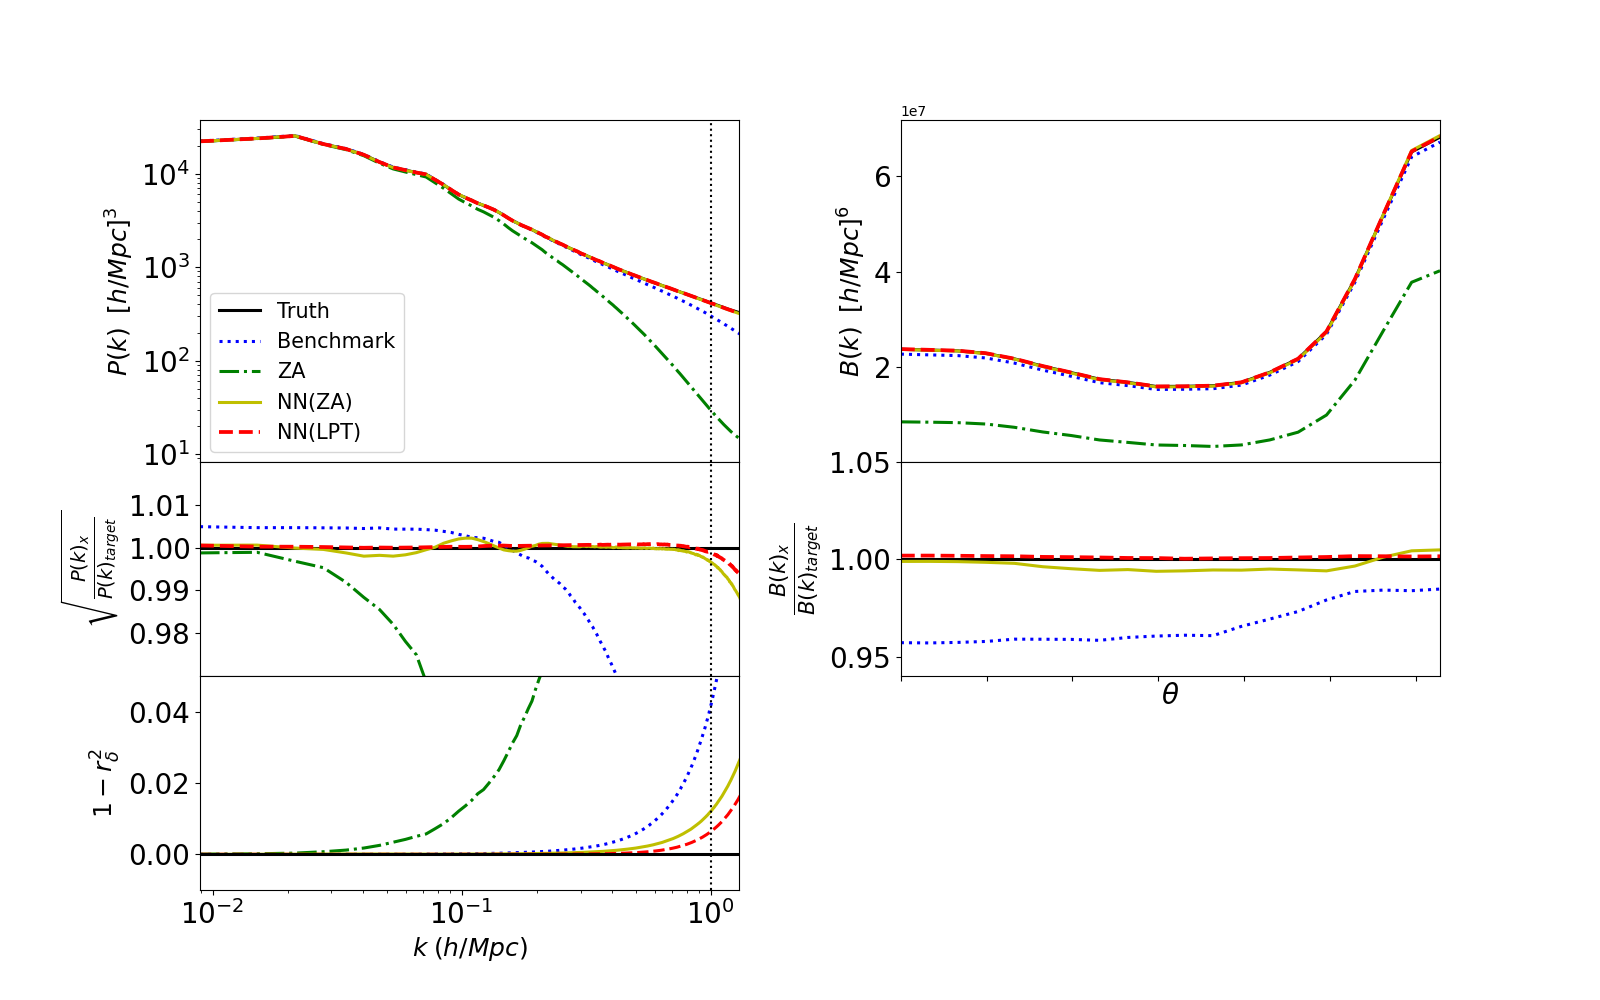 P(k) [h/Mpc]^3
10^4
10^3
10^2
10^1
Truth
Benchmark
ZA
NN(ZA)
NN(LPT)
√(P(k)_x / P(k)_target)
1.01
1.00
0.99
0.98
1 − r_δ^2
0.04
0.02
0.00
10^−2
10^−1
10^0
k (h/Mpc)
1e7
B(k) [h/Mpc]^6
6
4
2
B(k)_x / B(k)_target
1.05
1.00
0.95
θ